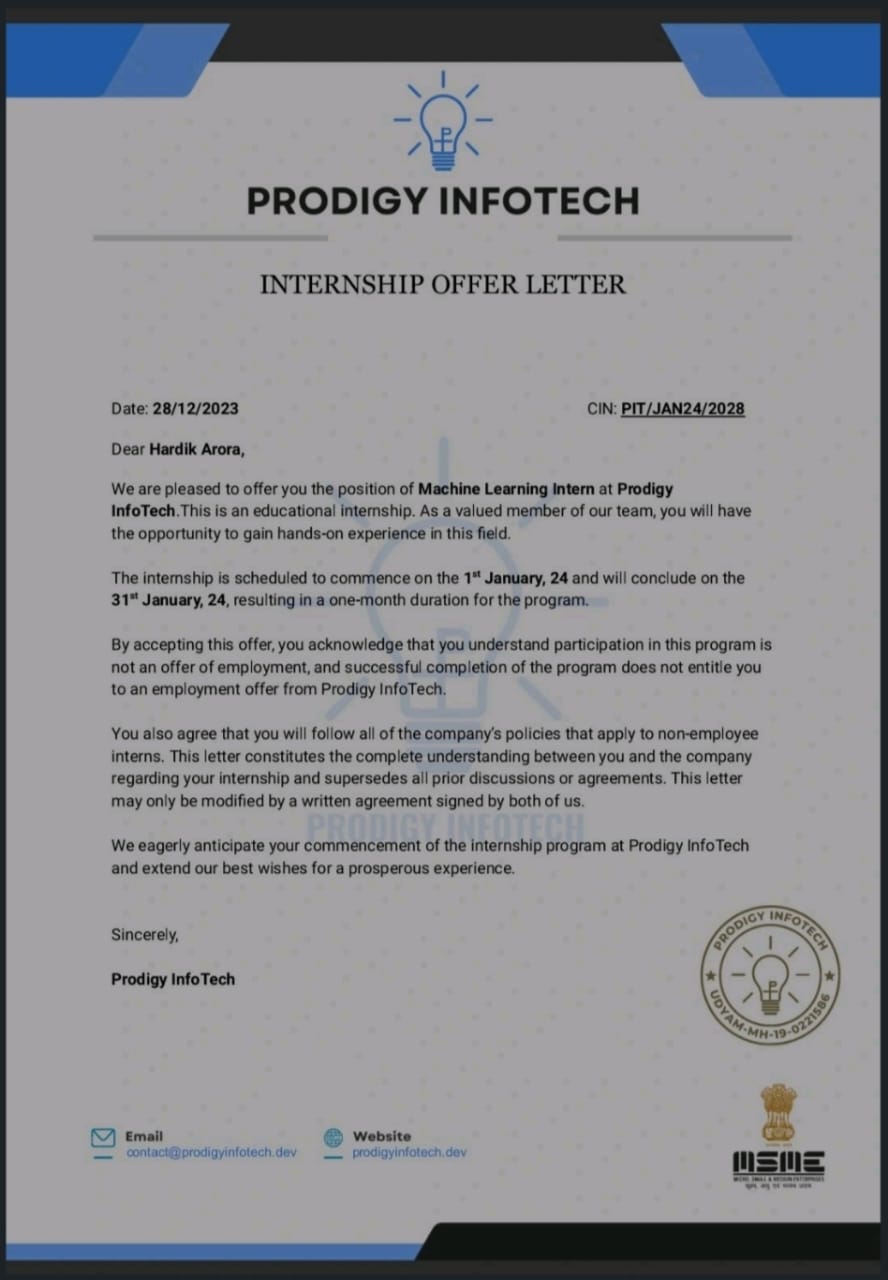 PRODIGY INFOTECH
INTERNSHIP OFFER LETTER
Date: 28/12/2023 CIN: PIT/JAN24/2028
Dear Hardik Arora,
We are pleased to offer you the position of Machine Learning Intern at Prodigy
InfoTech.This is an educational internship. As a valued member of our team, you will have
the opportunity to gain hands-on experience in this field.
The internship is scheduled to commence on the 1st January, 24 and will conclude on the
31st January, 24, resulting in a one-month duration for the program.
By accepting this offer, you acknowledge that you understand participation in this program is
not an offer of employment, and successful completion of the program does not entitle you
to an employment offer from Prodigy InfoTech.
You also agree that you will follow all of the company's policies that apply to non-employee
interns. This letter constitutes the complete understanding between you and the company
regarding your internship and supersedes all prior discussions or agreements. This letter
may only be modified by a written agreement signed by both of us.
PRODIGY INFOTECH
We eagerly anticipate your commencement of the internship program at Prodigy InfoTech
and extend our best wishes for a prosperous experience.
Sincerely,
Prodigy InfoTech
PRODIGY INFOTECH
UDYAM-MH-19-0221586
Email
contact@prodigyinfotech.dev
Website
prodigyinfotech.dev
MSME
MICRO, SMALL & MEDIUM ENTERPRISES